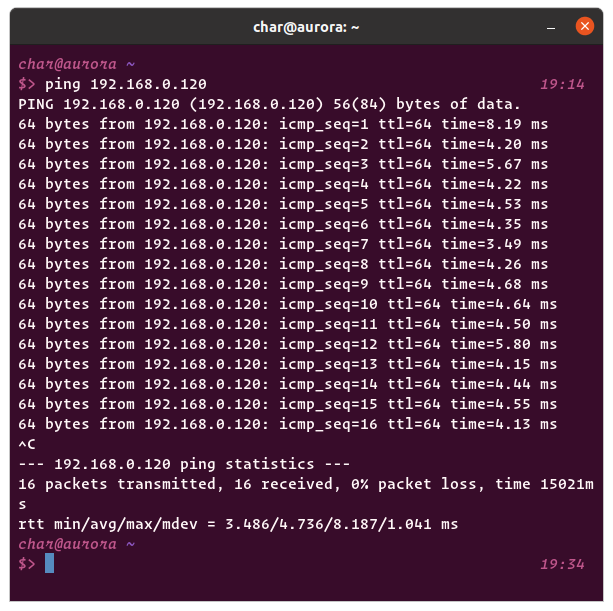 char@aurora: ~
char@aurora ~
$> ping 192.168.0.120 19:14
PING 192.168.0.120 (192.168.0.120) 56(84) bytes of data.
64 bytes from 192.168.0.120: icmp_seq=1 ttl=64 time=8.19 ms
64 bytes from 192.168.0.120: icmp_seq=2 ttl=64 time=4.20 ms
64 bytes from 192.168.0.120: icmp_seq=3 ttl=64 time=5.67 ms
64 bytes from 192.168.0.120: icmp_seq=4 ttl=64 time=4.22 ms
64 bytes from 192.168.0.120: icmp_seq=5 ttl=64 time=4.53 ms
64 bytes from 192.168.0.120: icmp_seq=6 ttl=64 time=4.35 ms
64 bytes from 192.168.0.120: icmp_seq=7 ttl=64 time=3.49 ms
64 bytes from 192.168.0.120: icmp_seq=8 ttl=64 time=4.26 ms
64 bytes from 192.168.0.120: icmp_seq=9 ttl=64 time=4.68 ms
64 bytes from 192.168.0.120: icmp_seq=10 ttl=64 time=4.64 ms
64 bytes from 192.168.0.120: icmp_seq=11 ttl=64 time=4.50 ms
64 bytes from 192.168.0.120: icmp_seq=12 ttl=64 time=5.80 ms
64 bytes from 192.168.0.120: icmp_seq=13 ttl=64 time=4.15 ms
64 bytes from 192.168.0.120: icmp_seq=14 ttl=64 time=4.44 ms
64 bytes from 192.168.0.120: icmp_seq=15 ttl=64 time=4.55 ms
64 bytes from 192.168.0.120: icmp_seq=16 ttl=64 time=4.13 ms
^C
--- 192.168.0.120 ping statistics ---
16 packets transmitted, 16 received, 0% packet loss, time 15021m
s
rtt min/avg/max/mdev = 3.486/4.736/8.187/1.041 ms
char@aurora ~
$> 19:34